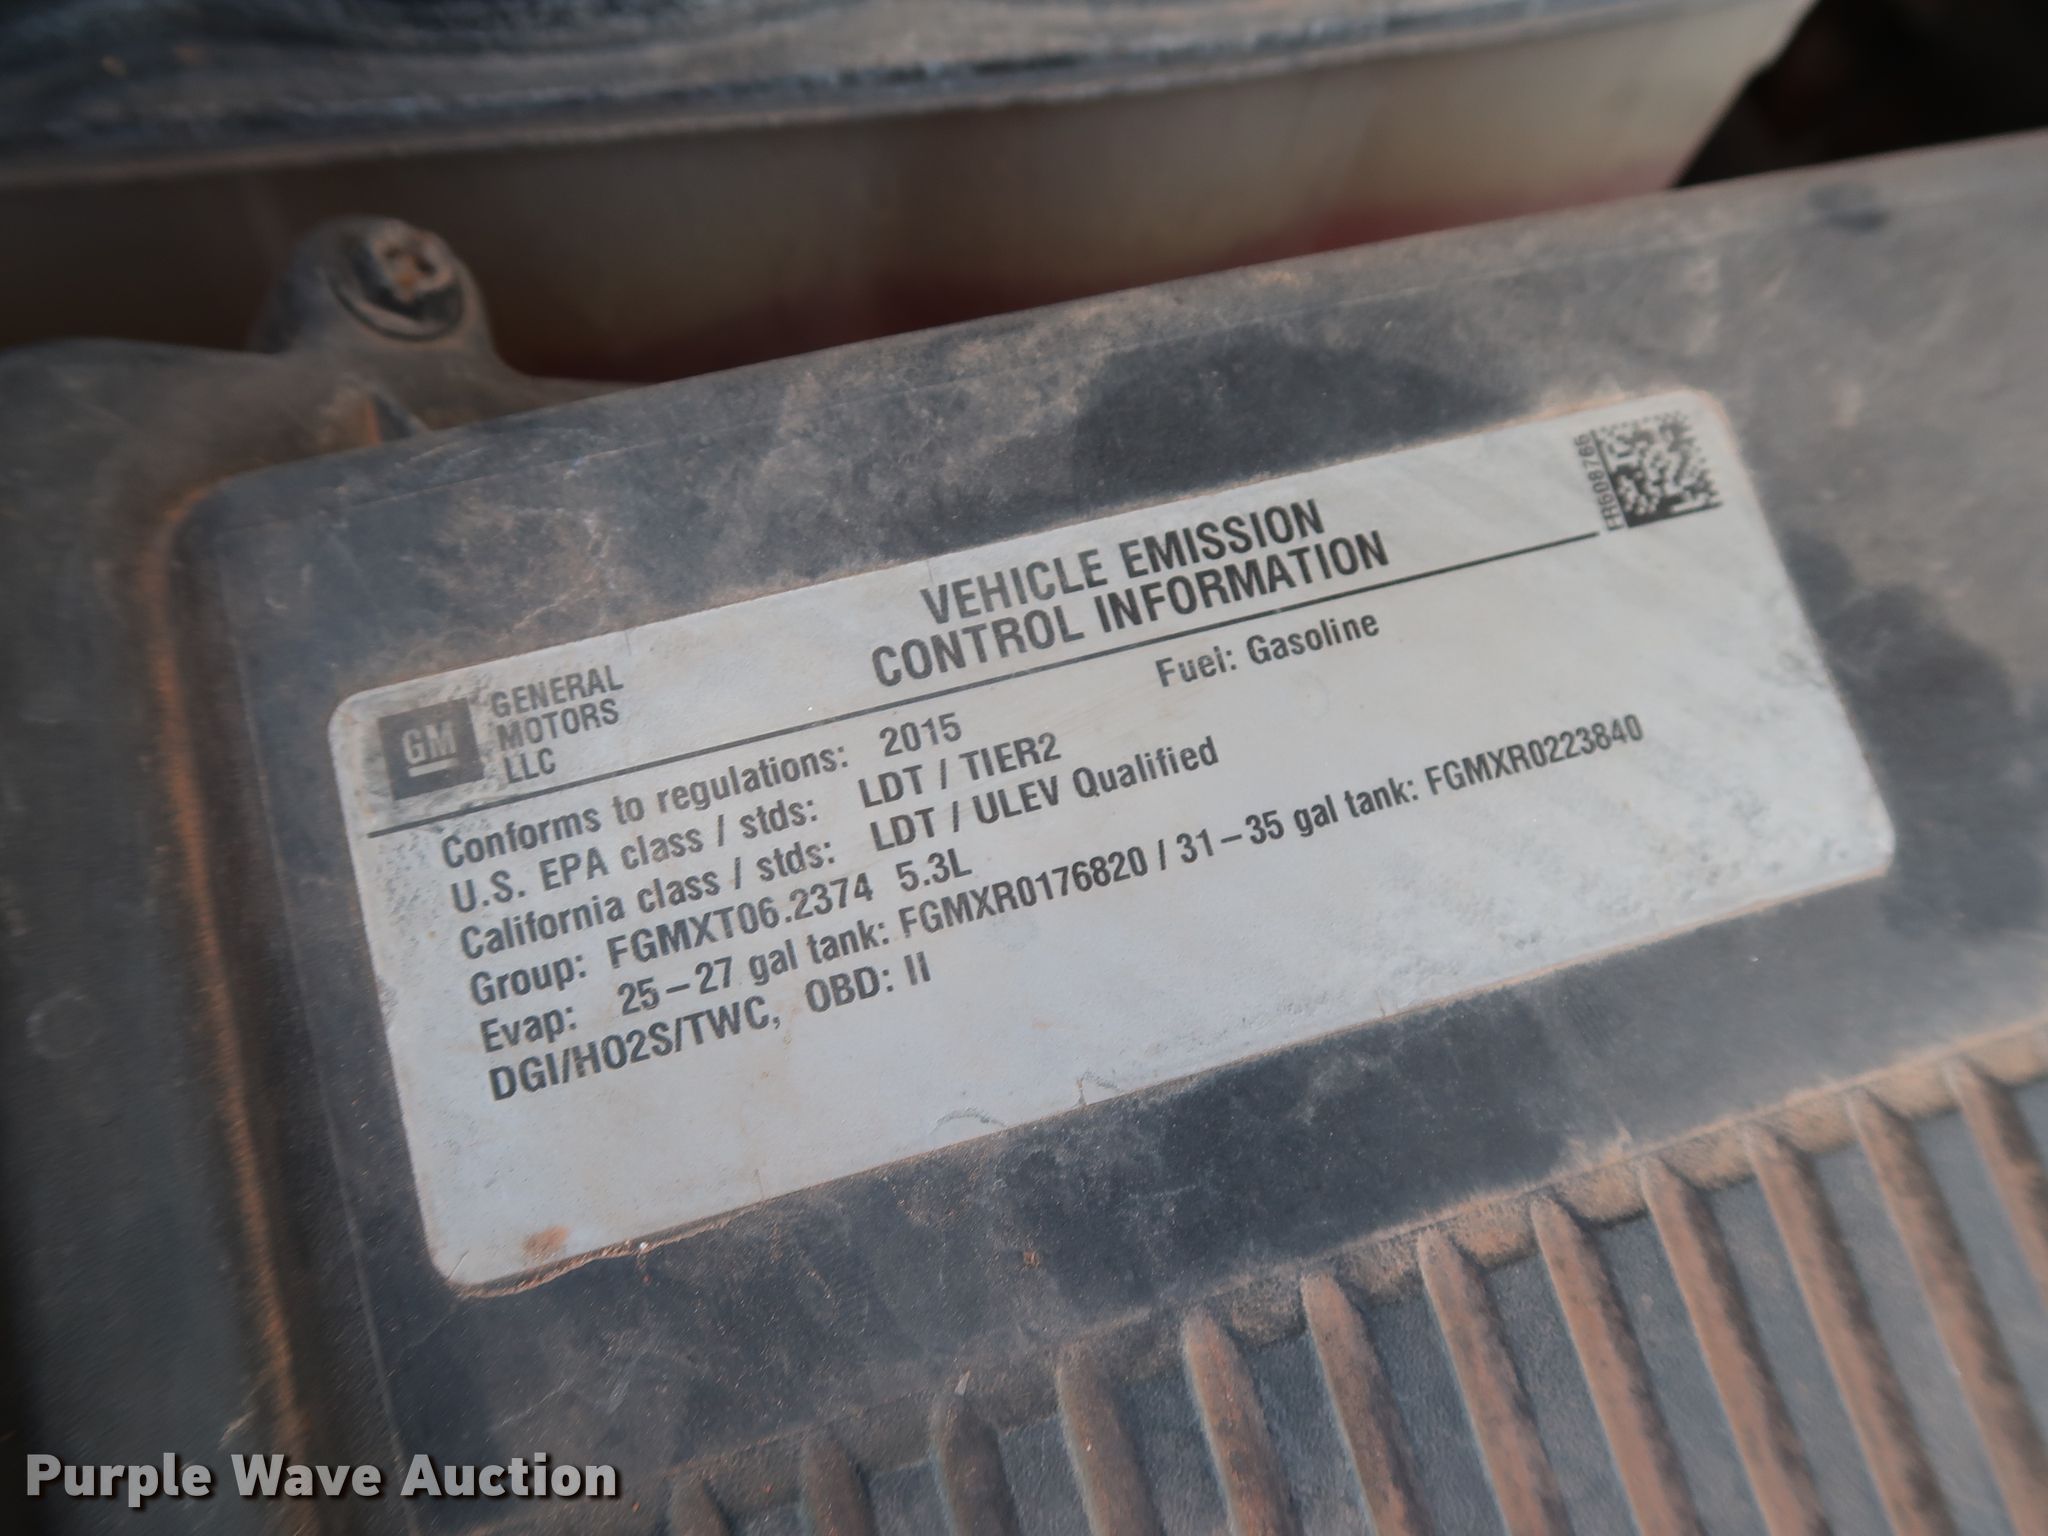 GM
GENERAL
MOTORS
LLC
VEHICLE EMISSION
CONTROL INFORMATION
FR608766
Conforms to regulations: 2015 Fuel: Gasoline
U.S. EPA class / stds: LDT / TIER2
California class / stds: LDT / ULEV Qualified
Group: FGMXT06.2374 5.3L
Evap: 25-27 gal tank: FGMXR0176820 / 31-35 gal tank: FGMXR0223840
DGI/HO2S/TWC, OBD: II
Purple Wave Auction